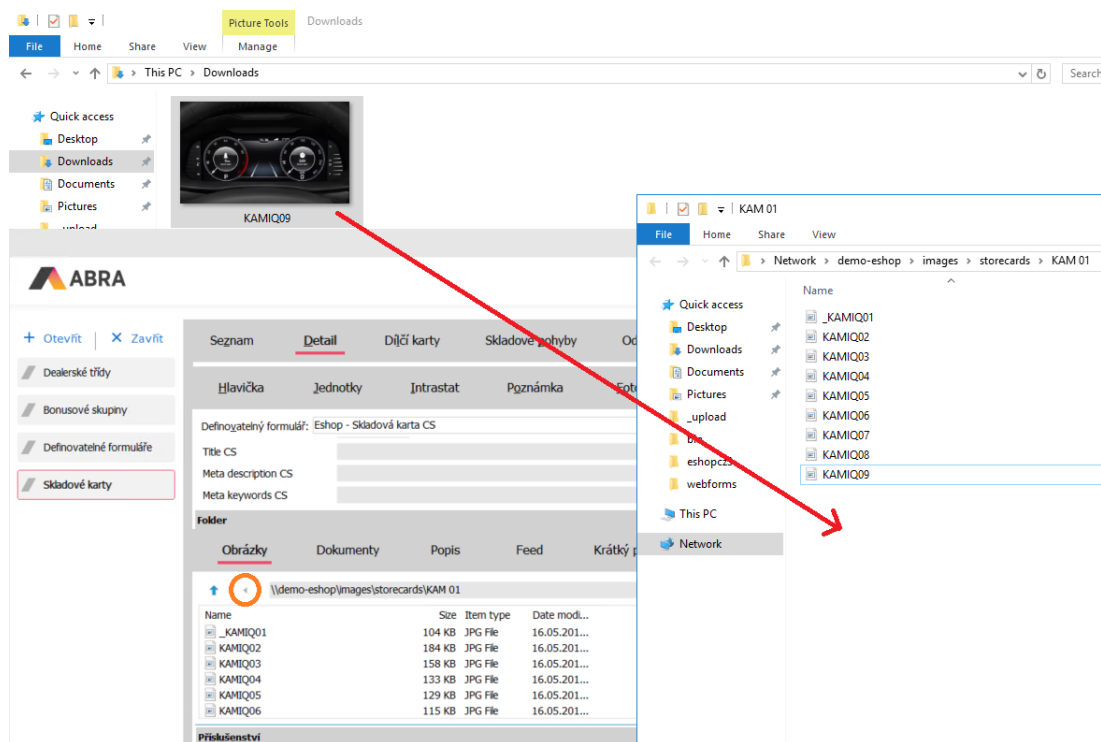 Picture Tools
Downloads
File
Home
Share
View
Manage
This PC > Downloads
Search
Quick access
Desktop
Downloads
Documents
Pictures
_upload
KAMIQ09
ABRA
Otevřít
Zavřít
Dealerské třídy
Bonusové skupiny
Definovatelné formuláře
Skladové karty
Seznam
Detail
Dílčí karty
Skladové pohyby
Od
Hlavička
Jednotky
Intrastat
Poznámka
Foto
Definovatelný formulář:
Eshop - Skladová karta CS
Title CS
Meta description CS
Meta keywords CS
Folder
Obrázky
Dokumenty
Popis
Feed
Krátký p
\\demo-eshop\images\storecards\KAM 01
Name Size Item type Date modi...
_KAMIQ01 104 KB JPG File 16.05.201...
KAMIQ02 184 KB JPG File 16.05.201...
KAMIQ03 158 KB JPG File 16.05.201...
KAMIQ04 133 KB JPG File 16.05.201...
KAMIQ05 129 KB JPG File 16.05.201...
KAMIQ06 115 KB JPG File 16.05.201...
Příslušenství
KAM 01
File
Home
Share
View
> Network > demo-eshop > images > storecards > KAM 01
Quick access
Desktop
Downloads
Documents
Pictures
_upload
eshopcz3
webforms
This PC
Network
Name
_KAMIQ01
KAMIQ02
KAMIQ03
KAMIQ04
KAMIQ05
KAMIQ06
KAMIQ07
KAMIQ08
KAMIQ09